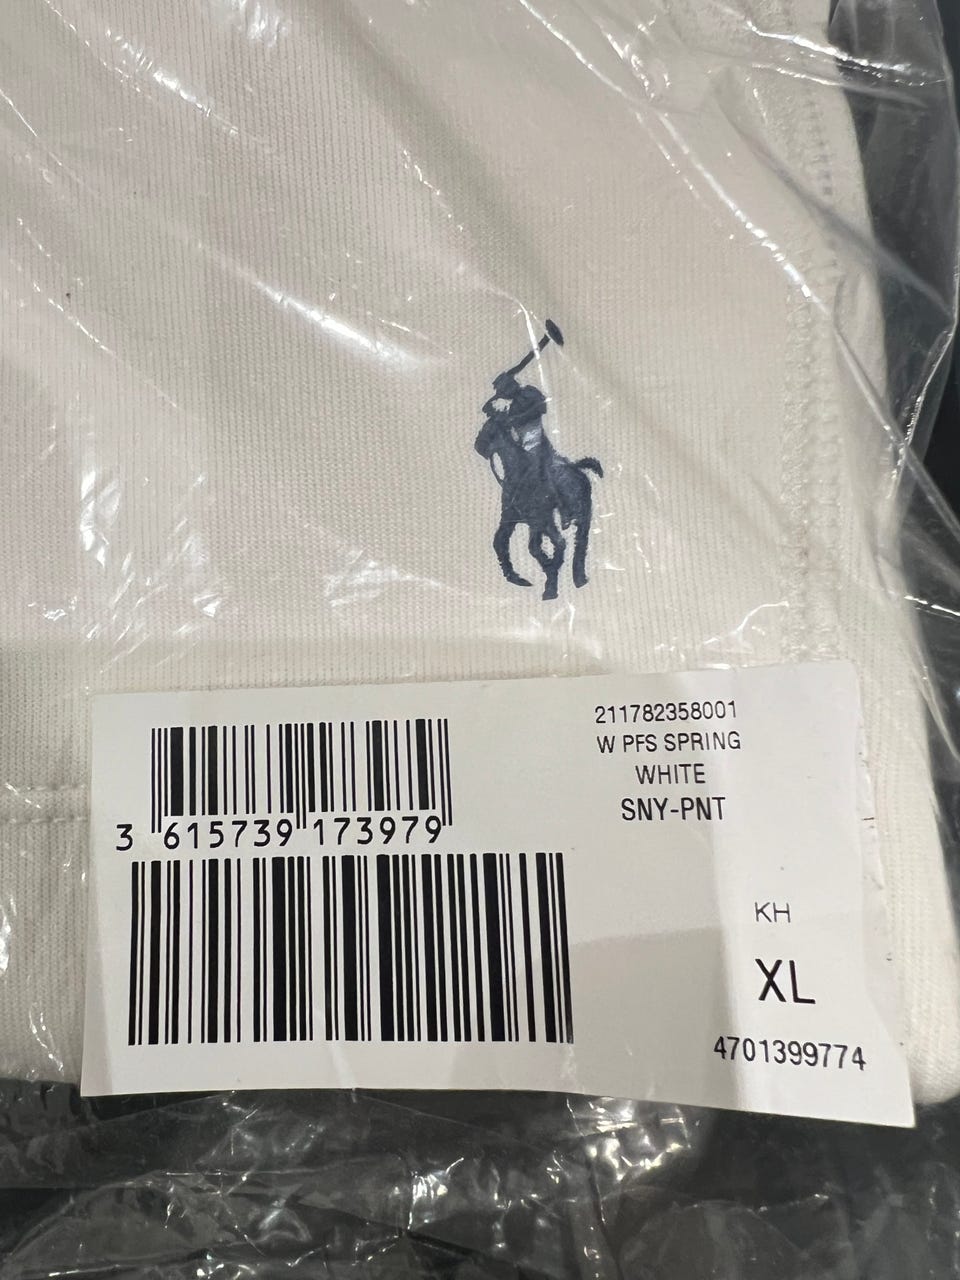 3 615739 173979
211782358001
W PFS SPRING
WHITE
SNY-PNT
KH
XL
4701399774